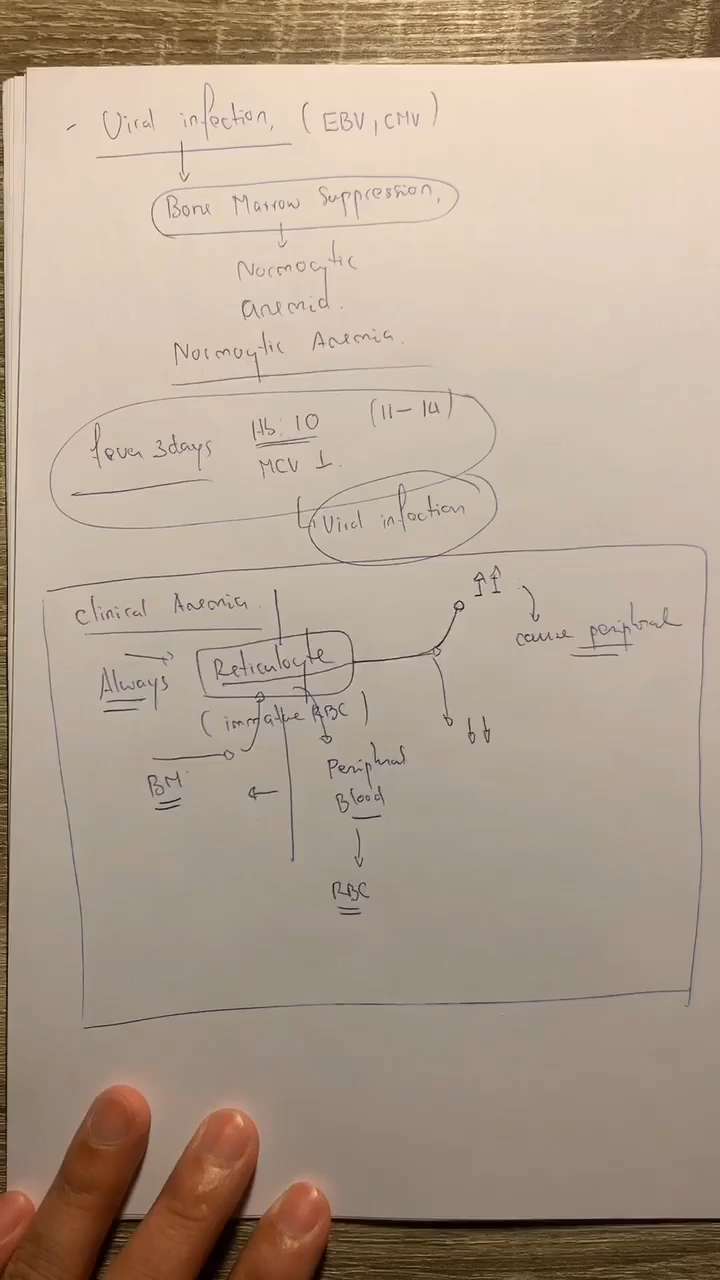 - Viral infection, (EBV, CMV)
↓
Bone Marrow Suppression,
↓
Normocytic
anemia.
Normocytic Anemia.
fever 3days Hb: 10 (11-14)
MCV ⊥.
Viral infection
Clinical Anemia.
↑↑
cause peripheral
Always → Reticulocyte
(immature RBC)
↓↓
BM
←
Peripheral
Blood
↓
RBC